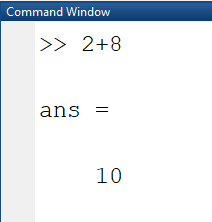 Command Window
>> 2+8
ans =
10